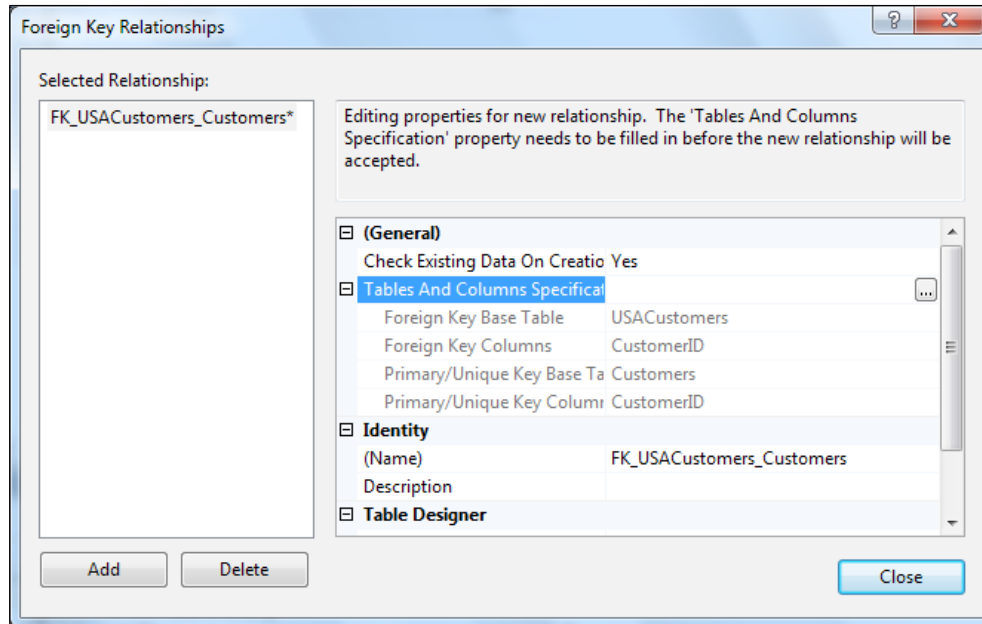 Foreign Key Relationships
Selected Relationship:
FK_USACustomers_Customers*
Editing properties for new relationship. The 'Tables And Columns
Specification' property needs to be filled in before the new relationship will be
accepted.
(General)
Check Existing Data On Creatio Yes
Tables And Columns Specificat ...
Foreign Key Base Table USACustomers
Foreign Key Columns CustomerID
Primary/Unique Key Base Ta Customers
Primary/Unique Key Column CustomerID
Identity
(Name) FK_USACustomers_Customers
Description
Table Designer
Add Delete
Close